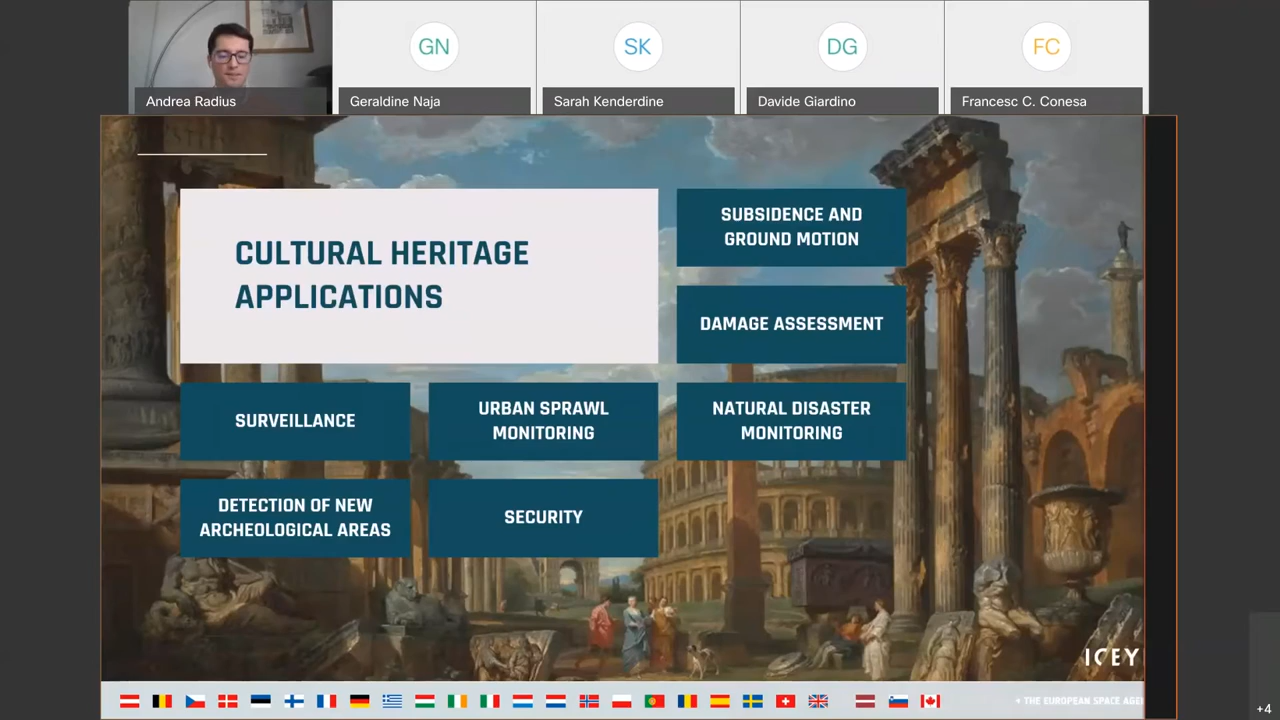 GN
SK
DG
FC
Andrea Radius
Geraldine Naja
Sarah Kenderdine
Davide Giardino
Francesc C. Conesa
CULTURAL HERITAGE
APPLICATIONS
SUBSIDENCE AND
GROUND MOTION
DAMAGE ASSESSMENT
SURVEILLANCE
URBAN SPRAWL
MONITORING
NATURAL DISASTER
MONITORING
DETECTION OF NEW
ARCHEOLOGICAL AREAS
SECURITY
ICEY
THE EUROPEAN SPACE AGE
+4